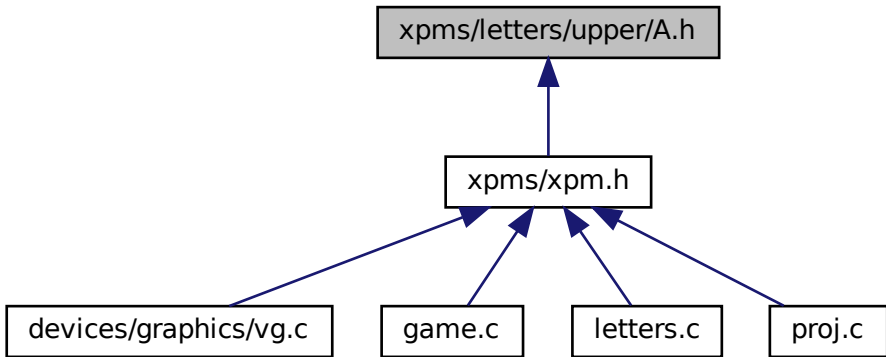 xpms/letters/upper/A.h
xpms/xpm.h
devices/graphics/vg.c
game.c
letters.c
proj.c